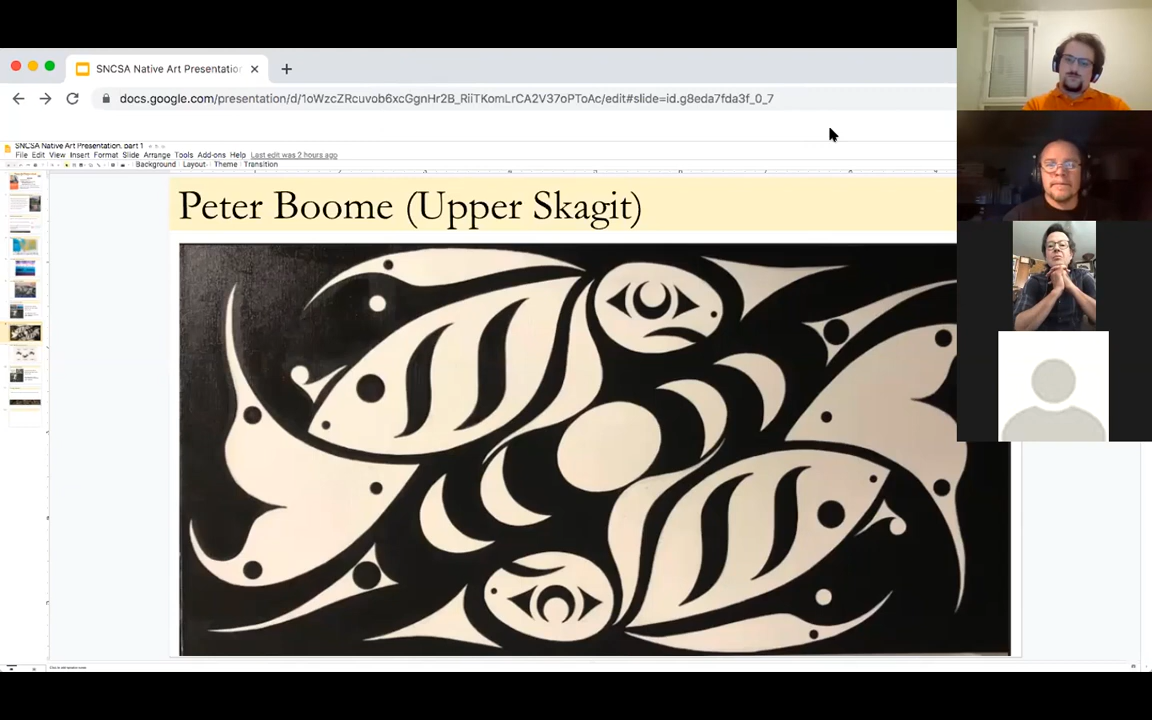 SNCSA Native Art Presentation
docs.google.com/presentation/d/1oWzcZRcuvob6xcGgnHr2B_RiiTKomLrCA2V37oPToAc/edit#slide=id.g8eda7fda3f_0_7
SNCSA Native Art Presentation, part 1
File Edit View Insert Format Slide Arrange Tools Add-ons Help Last edit was 2 hours ago
Background Layout Theme Transition
Peter Boome (Upper Skagit)